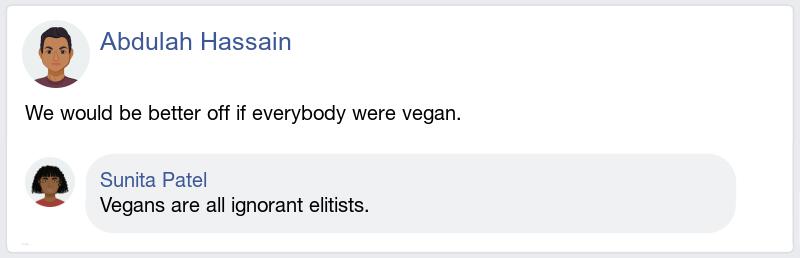 Abdulah Hassain
We would be better off if everybody were vegan.
Sunita Patel
Vegans are all ignorant elitists.